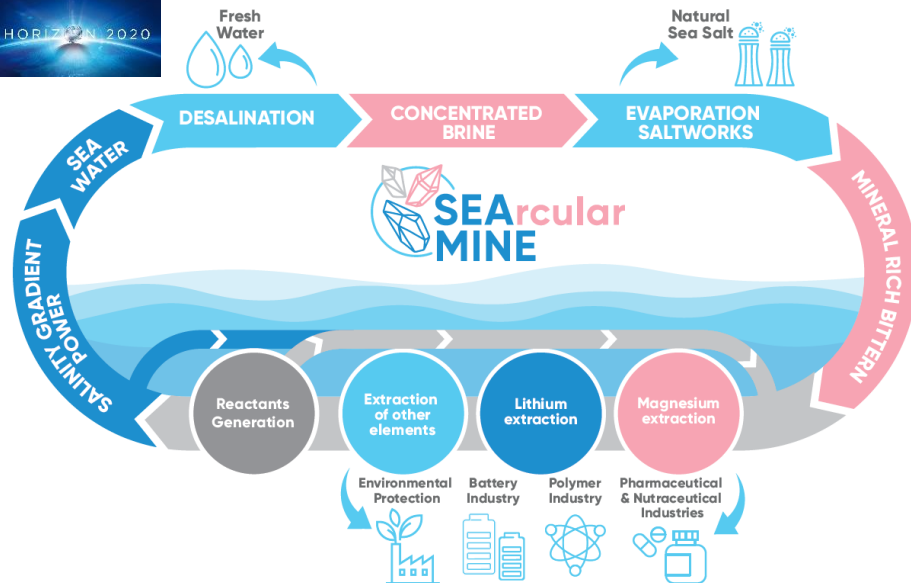 HORIZON 2020
Fresh
Water
Natural
Sea Salt
DESALINATION
CONCENTRATED
BRINE
EVAPORATION
SALTWORKS
SEA
WATER
MINERAL RICH BITTERN
SEArcular
MINE
SALINITY GRADIENT
POWER
Reactants
Generation
Extraction
of other
elements
Lithium
extraction
Magnesium
extraction
Environmental
Protection
Battery
Industry
Polymer
Industry
Pharmaceutical
& Nutraceutical
Industries